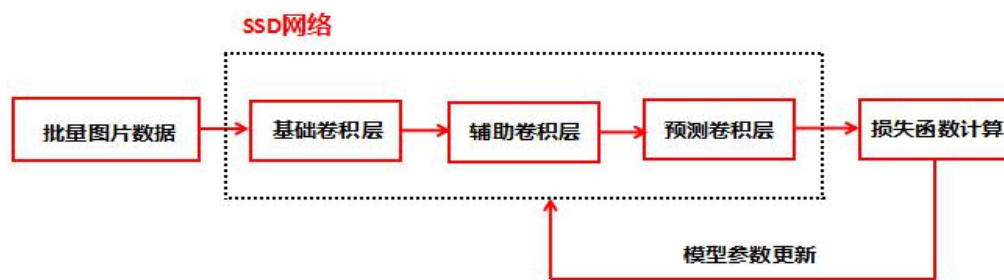 SSD网络
批量图片数据
基础卷积层
辅助卷积层
预测卷积层
损失函数计算
模型参数更新